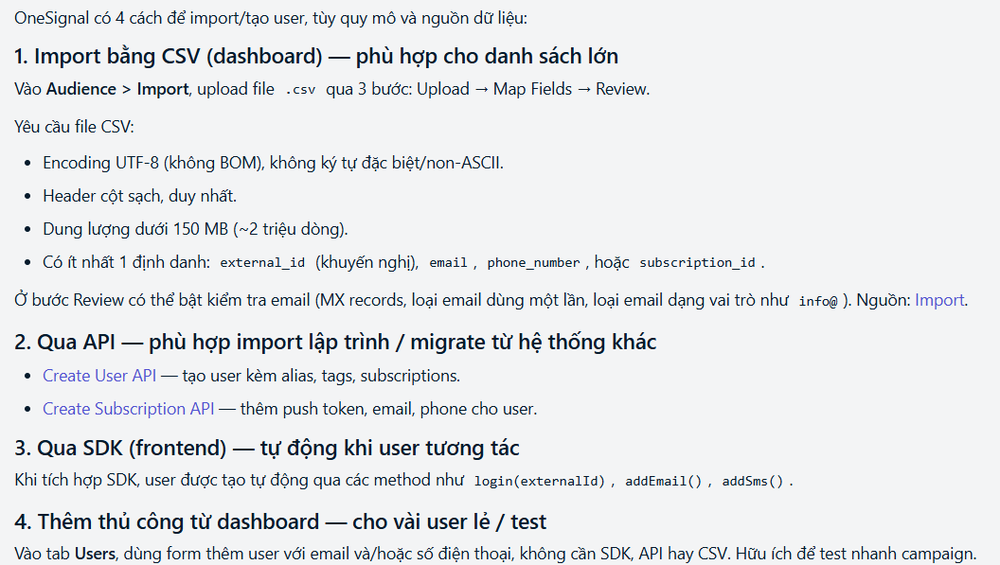 OneSignal có 4 cách để import/tạo user, tùy quy mô và nguồn dữ liệu:
1. Import bằng CSV (dashboard) — phù hợp cho danh sách lớn
Vào Audience > Import, upload file .csv qua 3 bước: Upload → Map Fields → Review.
Yêu cầu file CSV:
• Encoding UTF-8 (không BOM), không ký tự đặc biệt/non-ASCII.
• Header cột sạch, duy nhất.
• Dung lượng dưới 150 MB (~2 triệu dòng).
• Có ít nhất 1 định danh: external_id (khuyến nghị), email , phone_number , hoặc subscription_id .
Ở bước Review có thể bật kiểm tra email (MX records, loại email dùng một lần, loại email dạng vai trò như info@ ). Nguồn: Import.
2. Qua API — phù hợp import lập trình / migrate từ hệ thống khác
• Create User API — tạo user kèm alias, tags, subscriptions.
• Create Subscription API — thêm push token, email, phone cho user.
3. Qua SDK (frontend) — tự động khi user tương tác
Khi tích hợp SDK, user được tạo tự động qua các method như login(externalId) , addEmail() , addSms() .
4. Thêm thủ công từ dashboard — cho vài user lẻ / test
Vào tab Users, dùng form thêm user với email và/hoặc số điện thoại, không cần SDK, API hay CSV. Hữu ích để test nhanh campaign.